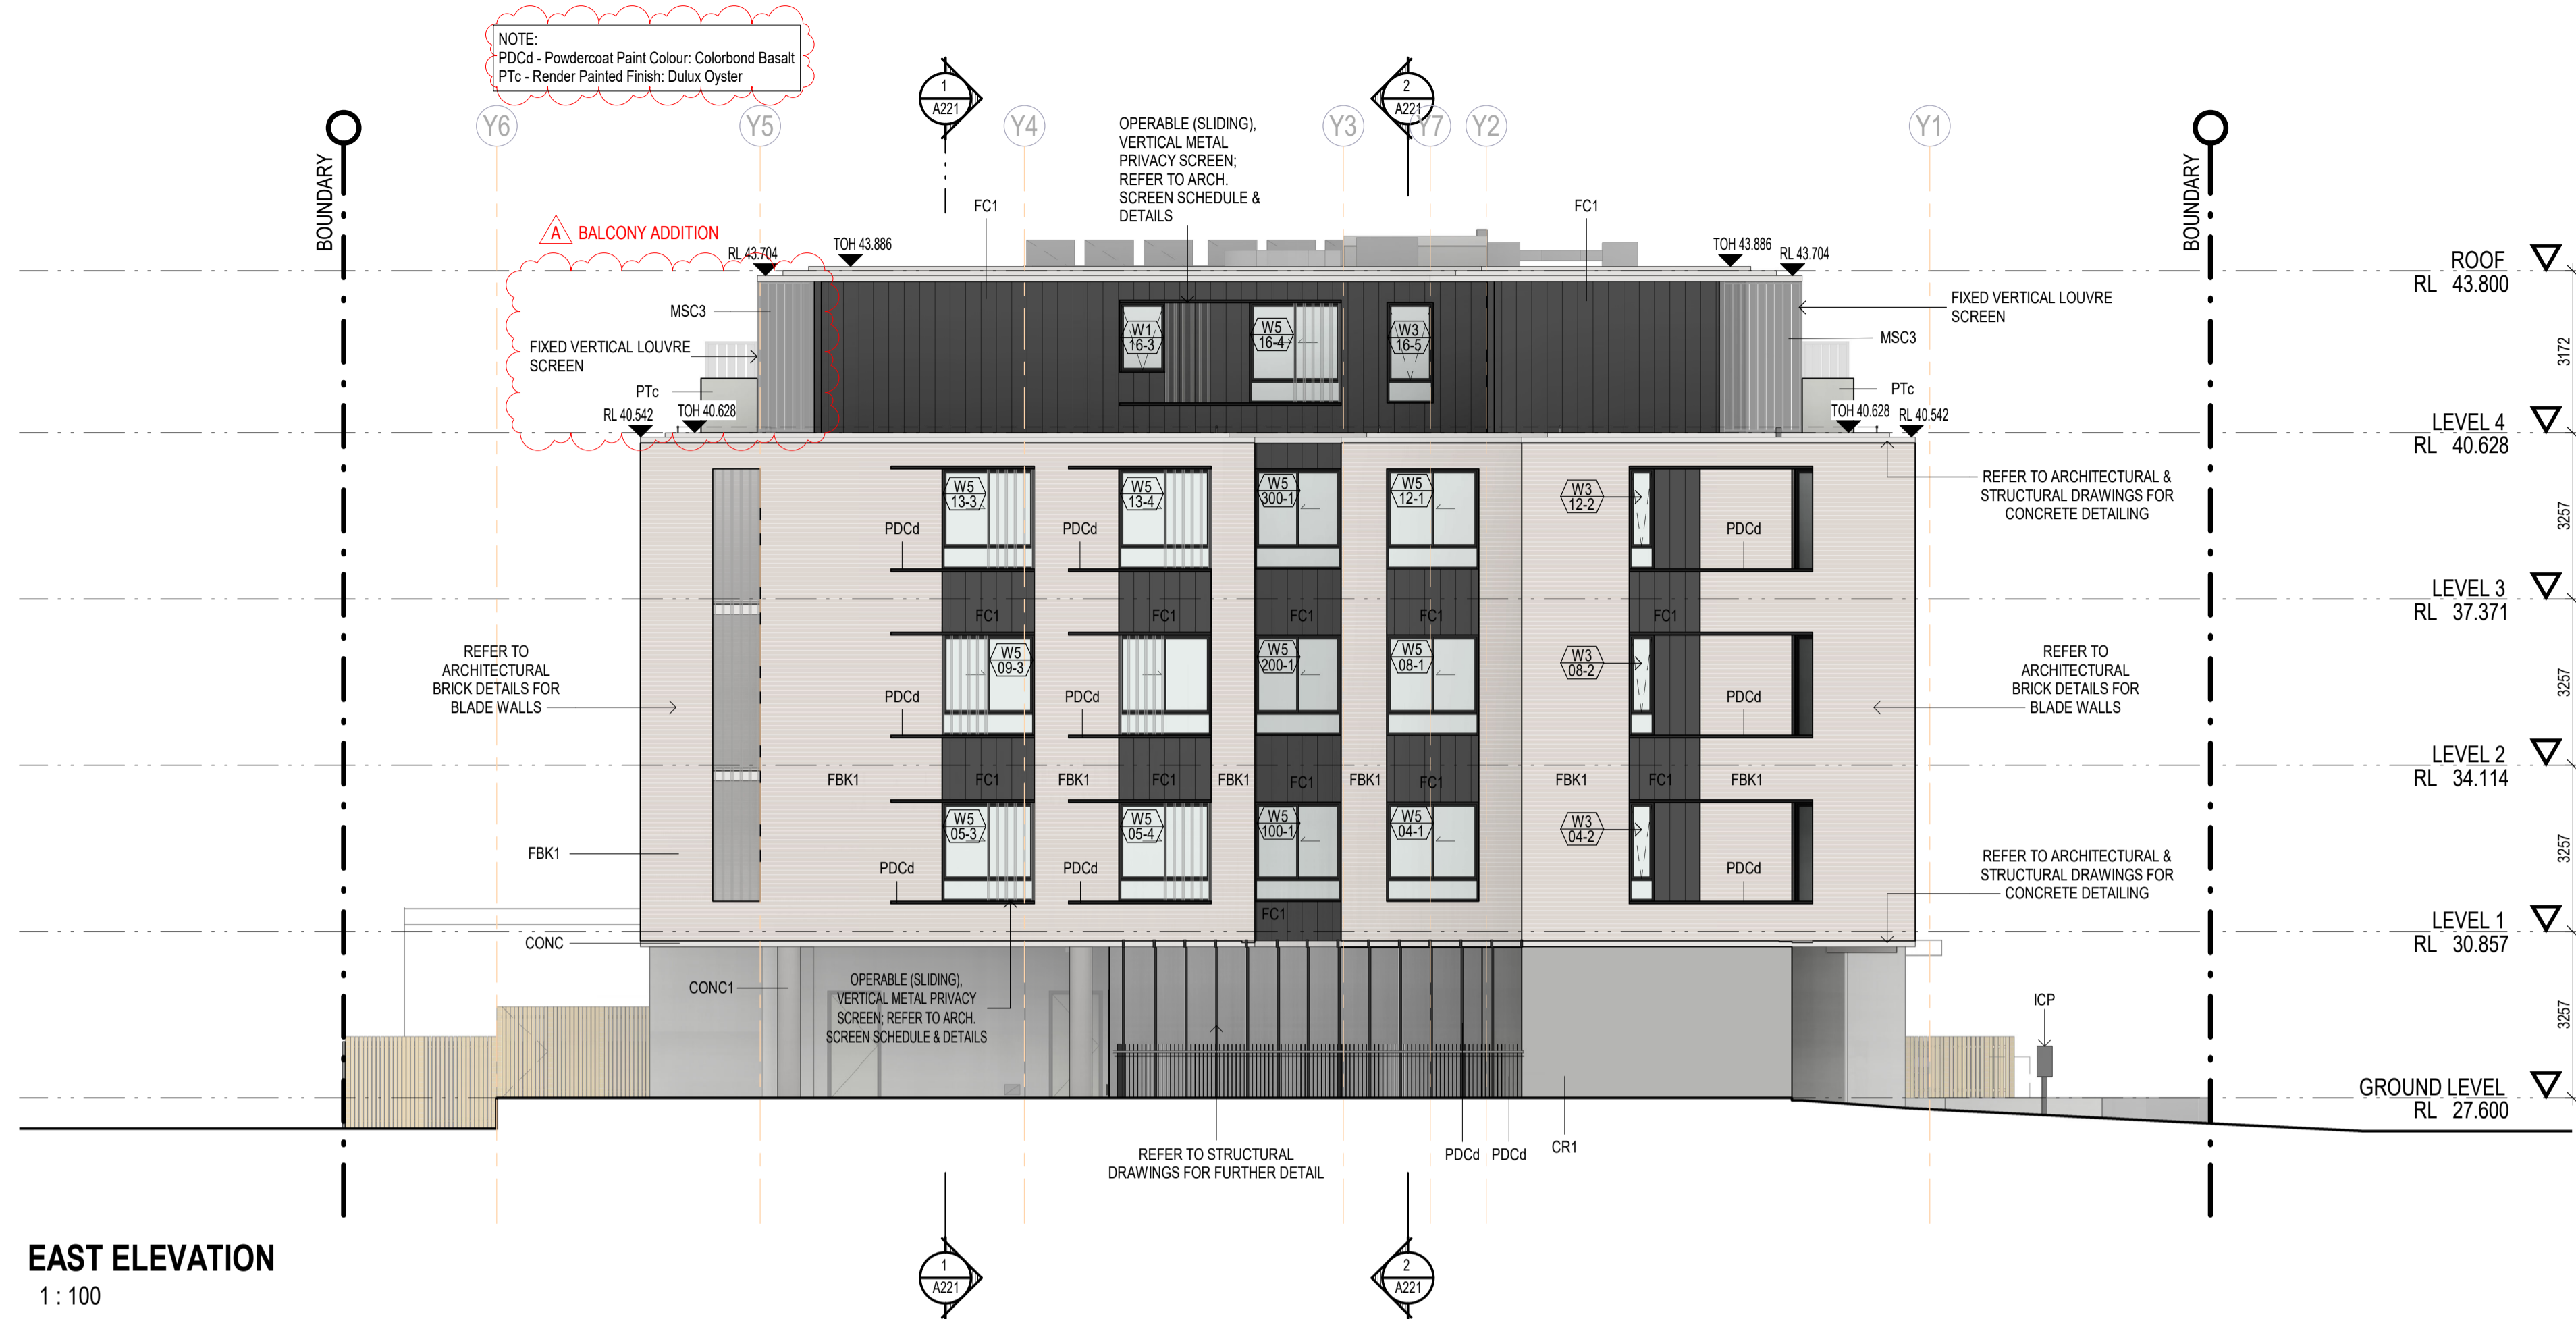 NOTE:
PDCd - Powdercoat Paint Colour: Colorbond Basalt
PTc - Render Painted Finish: Dulux Oyster
1
A221
2
A221
Y6
Y5
Y4
Y3
Y7
Y2
Y1
BOUNDARY
BOUNDARY
OPERABLE (SLIDING),
VERTICAL METAL
PRIVACY SCREEN;
REFER TO ARCH.
SCREEN SCHEDULE &
DETAILS
FC1
FC1
A BALCONY ADDITION
RL 43.704
TOH 43.886
TOH 43.886
RL 43.704
ROOF
RL 43.800
MSC3
FIXED VERTICAL LOUVRE
SCREEN
FIXED VERTICAL LOUVRE
SCREEN
MSC3
W1
16-3
W5
16-4
W3
16-5
3172
PTc
RL 40.542
TOH 40.628
PTc
TOH 40.628
RL 40.542
LEVEL 4
RL 40.628
REFER TO ARCHITECTURAL &
STRUCTURAL DRAWINGS FOR
CONCRETE DETAILING
W5
13-3
W5
13-4
W5
300-1
W5
12-1
W3
12-2
PDCd
PDCd
PDCd
3257
LEVEL 3
RL 37.371
FC1
FC1
FC1
FC1
FC1
REFER TO
ARCHITECTURAL
BRICK DETAILS FOR
BLADE WALLS
W5
09-3
W5
200-1
W5
08-1
W3
08-2
REFER TO
ARCHITECTURAL
BRICK DETAILS FOR
BLADE WALLS
PDCd
PDCd
PDCd
3257
LEVEL 2
RL 34.114
FBK1
FC1
FBK1
FC1
FBK1
FC1
FBK1
FC1
FBK1
FC1
FBK1
W5
05-3
W5
05-4
W5
100-1
W5
04-1
W3
04-2
FBK1
PDCd
PDCd
PDCd
3257
REFER TO ARCHITECTURAL &
STRUCTURAL DRAWINGS FOR
CONCRETE DETAILING
FC1
LEVEL 1
RL 30.857
CONC
CONC1
OPERABLE (SLIDING),
VERTICAL METAL PRIVACY
SCREEN; REFER TO ARCH.
SCREEN SCHEDULE & DETAILS
ICP
3257
GROUND LEVEL
RL 27.600
REFER TO STRUCTURAL
DRAWINGS FOR FURTHER DETAIL
PDCd
PDCd
CR1
EAST ELEVATION
1 : 100
1
A221
2
A221